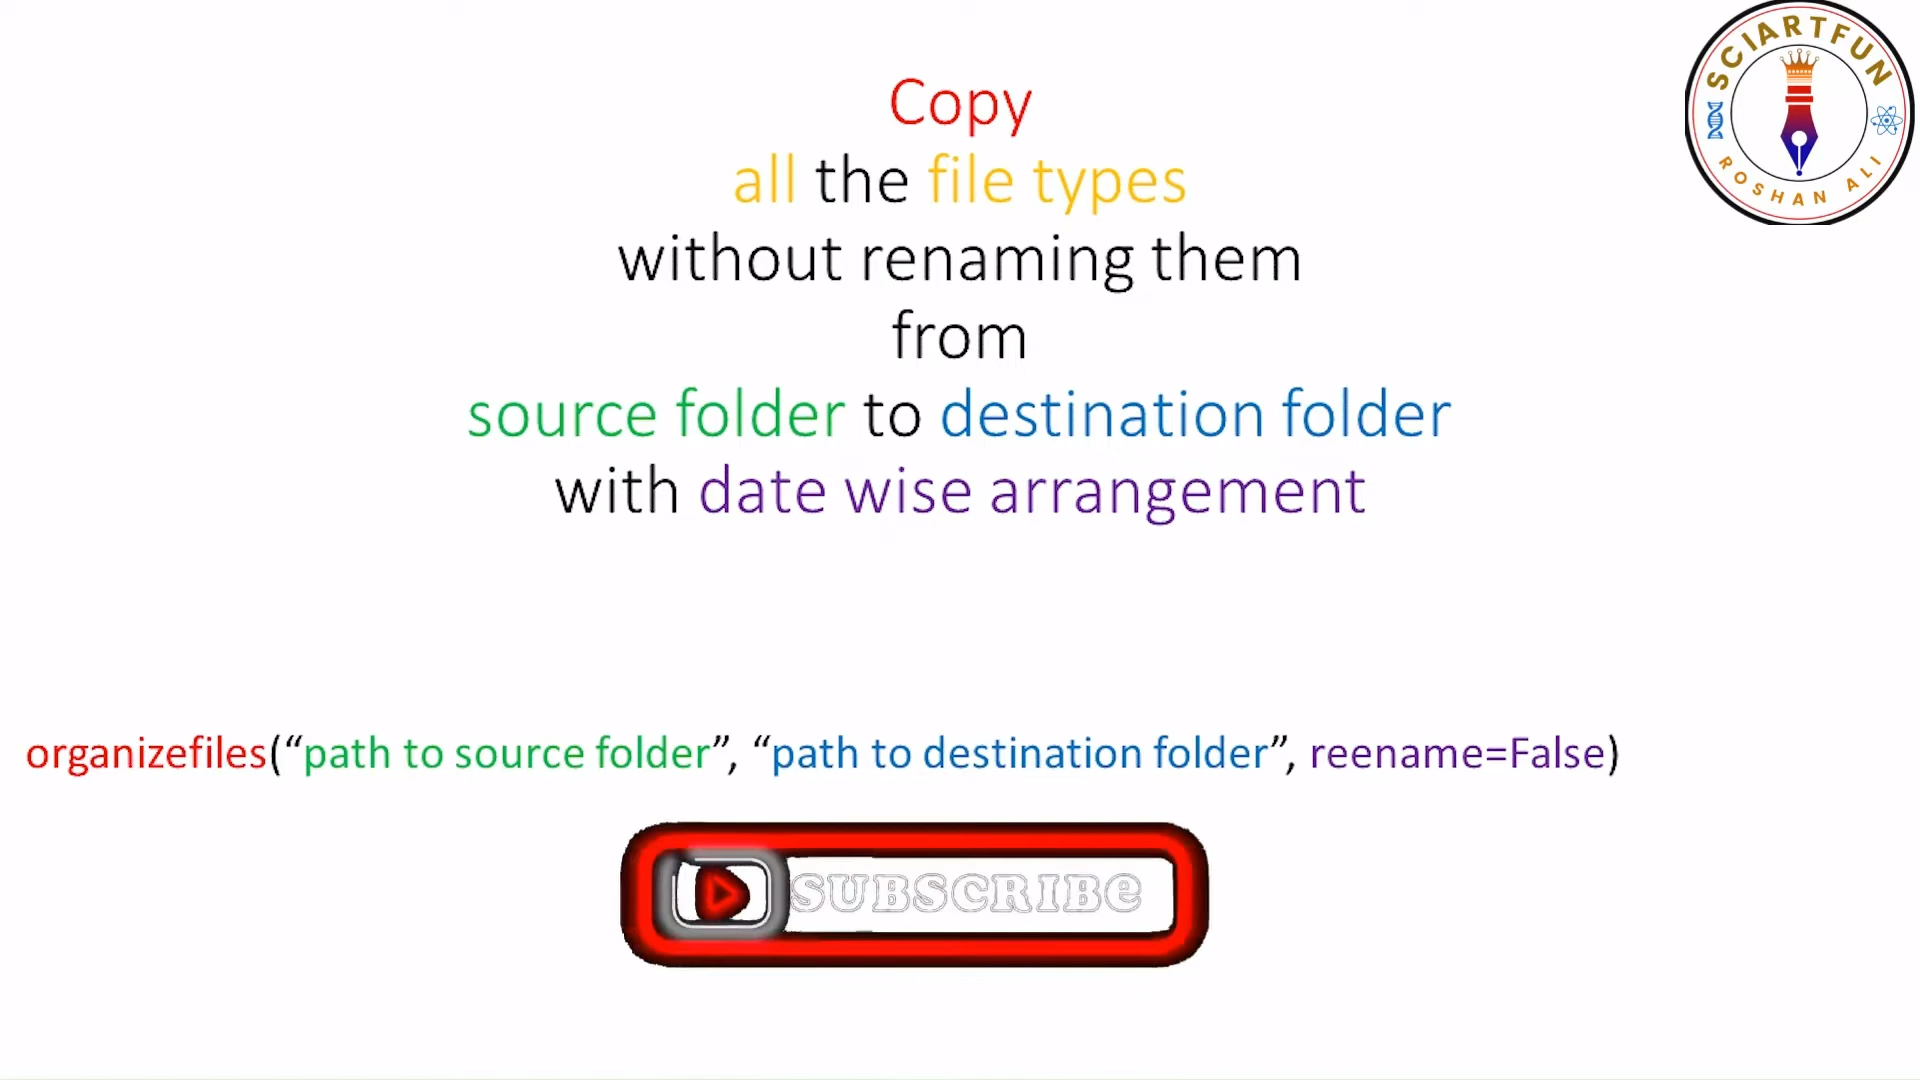 SCIARTFUN
ROSHAN ALI
Copy
all the file types
without renaming them
from
source folder to destination folder
with date wise arrangement
organizefiles(“path to source folder”, “path to destination folder”, reename=False)
SUBSCRIBe